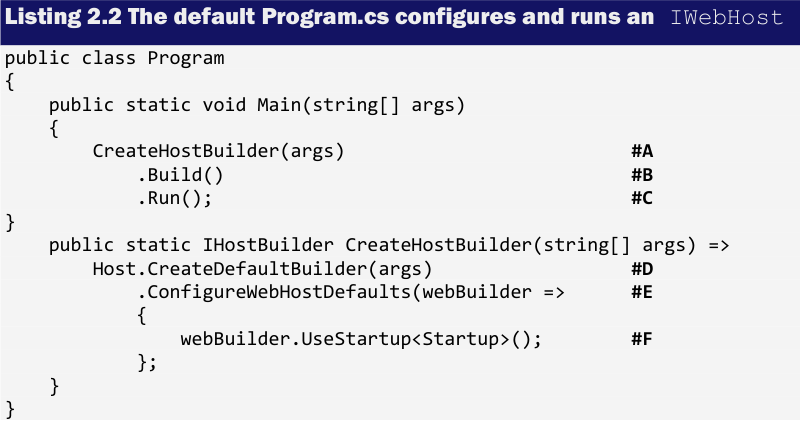 Listing 2.2 The default Program.cs configures and runs an IWebHost
public class Program
{
    public static void Main(string[] args)
    {
        CreateHostBuilder(args)                           #A
            .Build()                                      #B
            .Run();                                       #C
}
    public static IHostBuilder CreateHostBuilder(string[] args) =>
        Host.CreateDefaultBuilder(args)                   #D
            .ConfigureWebHostDefaults(webBuilder =>       #E
            {
                webBuilder.UseStartup<Startup>();         #F
            };
    }
}